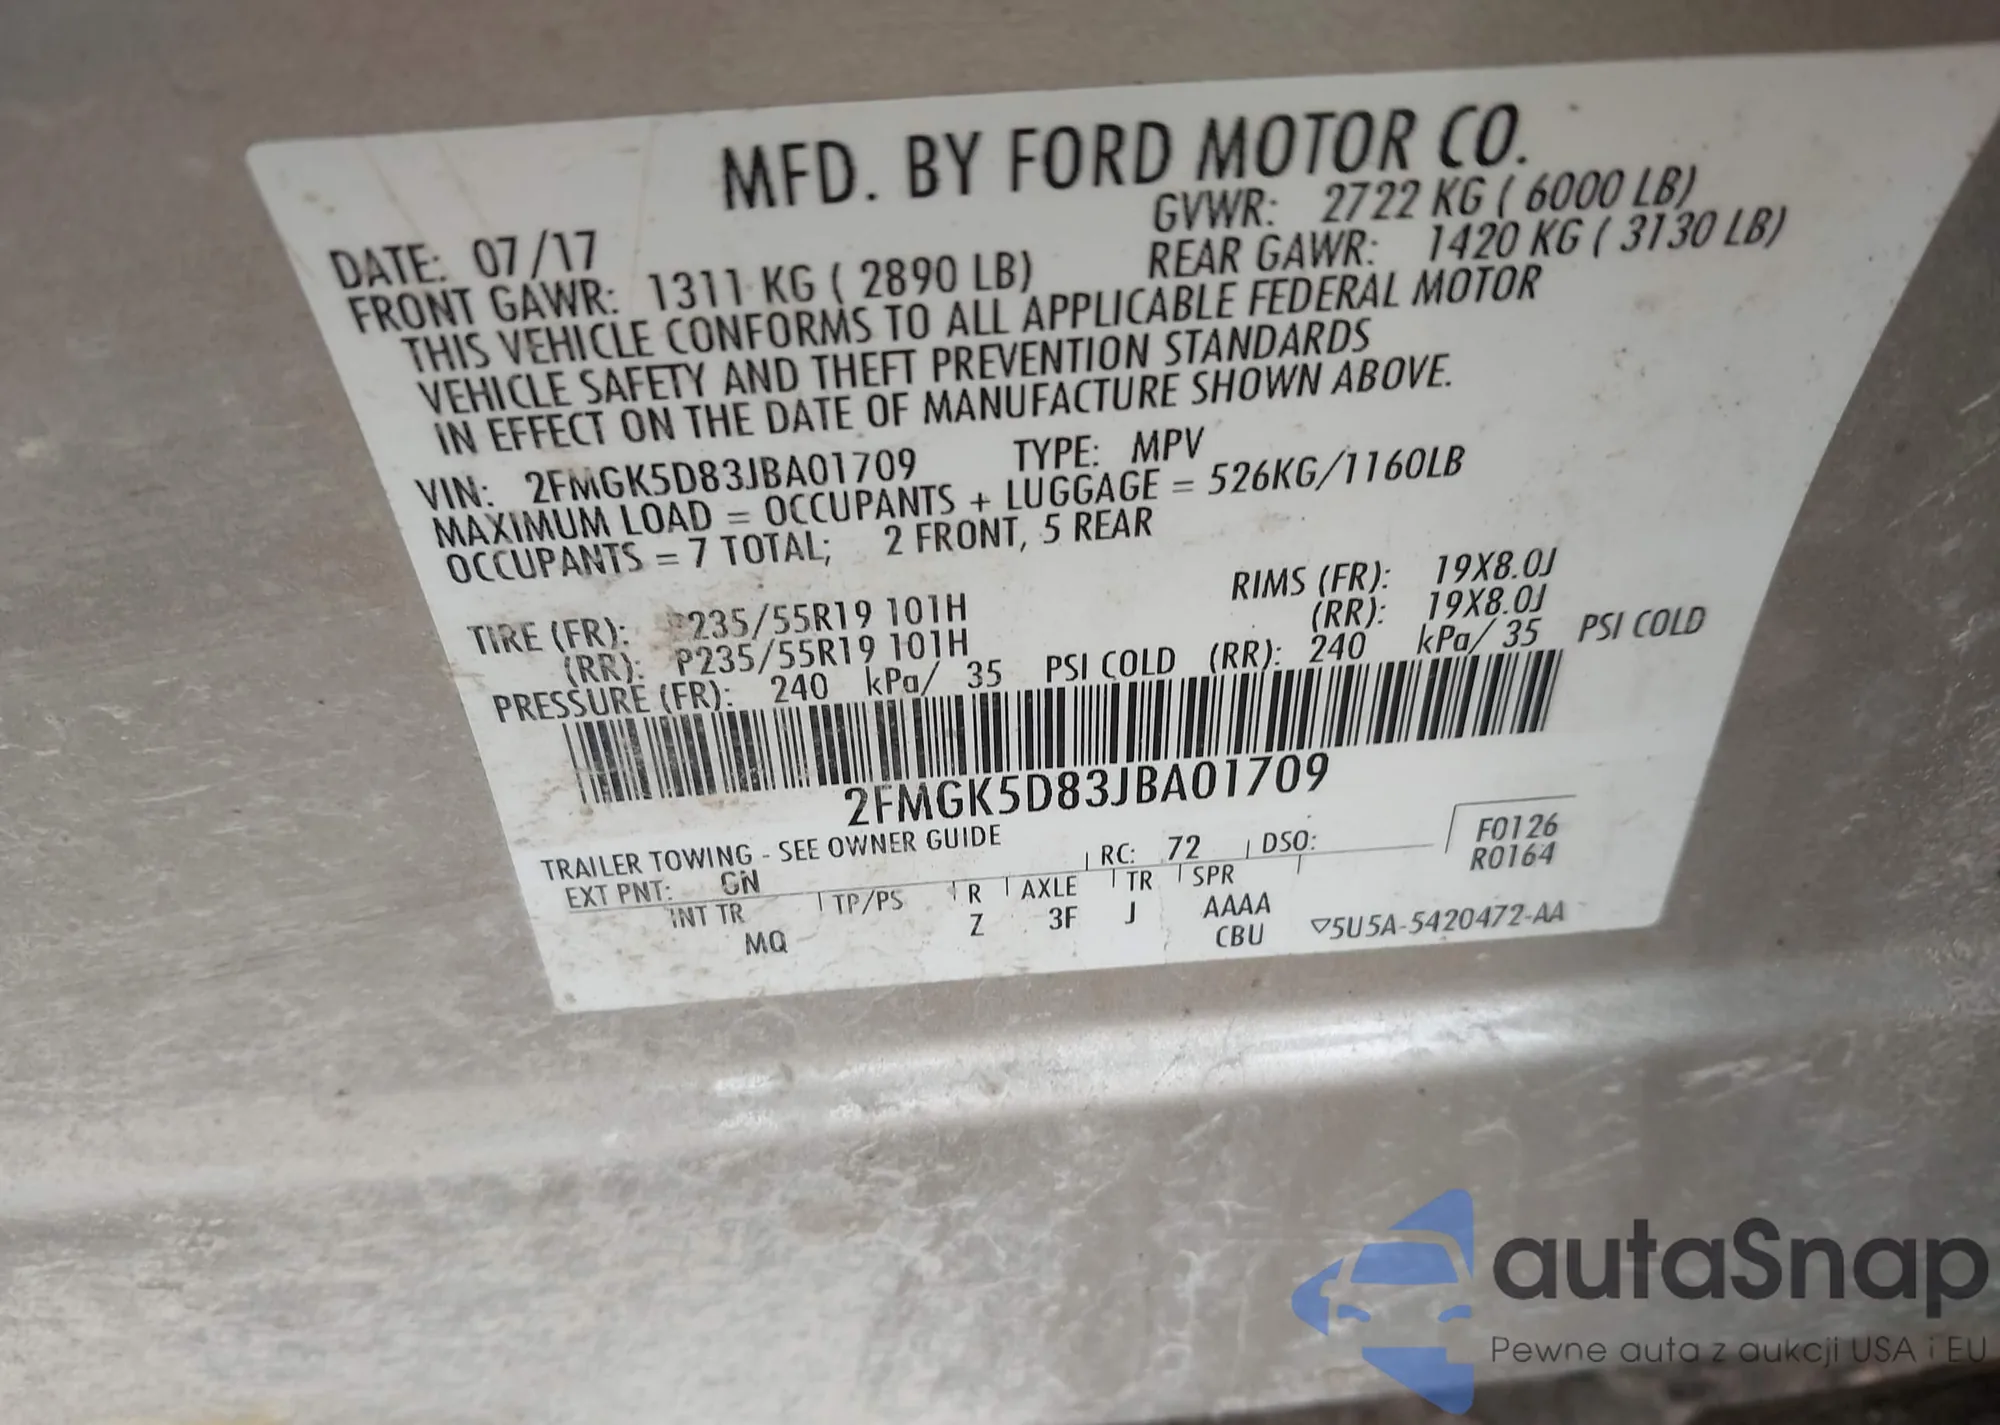 MFD. BY FORD MOTOR CO.
DATE: 07/17 GVWR: 2722 KG ( 6000 LB)
FRONT GAWR: 1311 KG ( 2890 LB) REAR GAWR: 1420 KG ( 3130 LB)
THIS VEHICLE CONFORMS TO ALL APPLICABLE FEDERAL MOTOR
VEHICLE SAFETY AND THEFT PREVENTION STANDARDS
IN EFFECT ON THE DATE OF MANUFACTURE SHOWN ABOVE.
VIN: 2FMGK5D83JBA01709 TYPE: MPV
MAXIMUM LOAD = OCCUPANTS + LUGGAGE = 526KG/1160LB
OCCUPANTS = 7 TOTAL; 2 FRONT, 5 REAR
TIRE (FR): P235/55R19 101H RIMS (FR): 19X8.0J
(RR): P235/55R19 101H (RR): 19X8.0J
PRESSURE (FR): 240 kPa/ 35 PSI COLD (RR): 240 kPa/ 35 PSI COLD
2FMGK5D83JBA01709
TRAILER TOWING - SEE OWNER GUIDE
EXT PNT: GN RC: 72 DSO: F0126
R0164
INT TR TP/PS R AXLE TR SPR
MQ Z 3F J AAAA
CBU ▽5U5A-5420472-AA
autaSnap
Pewne auta z aukcji USA i EU